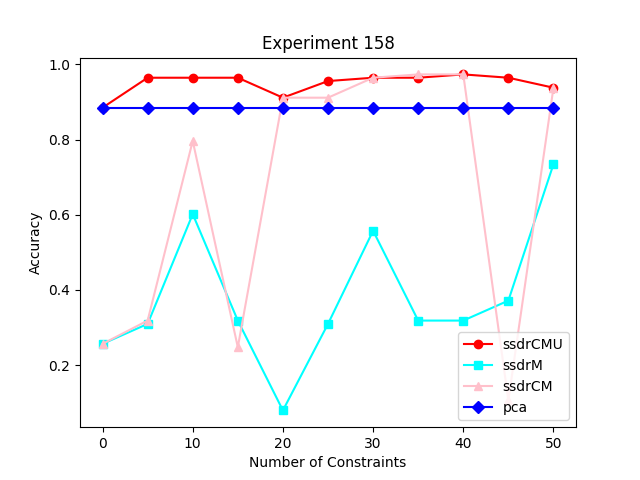 Experiment 158
Accuracy
1.0
0.8
0.6
0.4
0.2
0
10
20
30
40
50
Number of Constraints
ssdrCMU
ssdrM
ssdrCM
pca